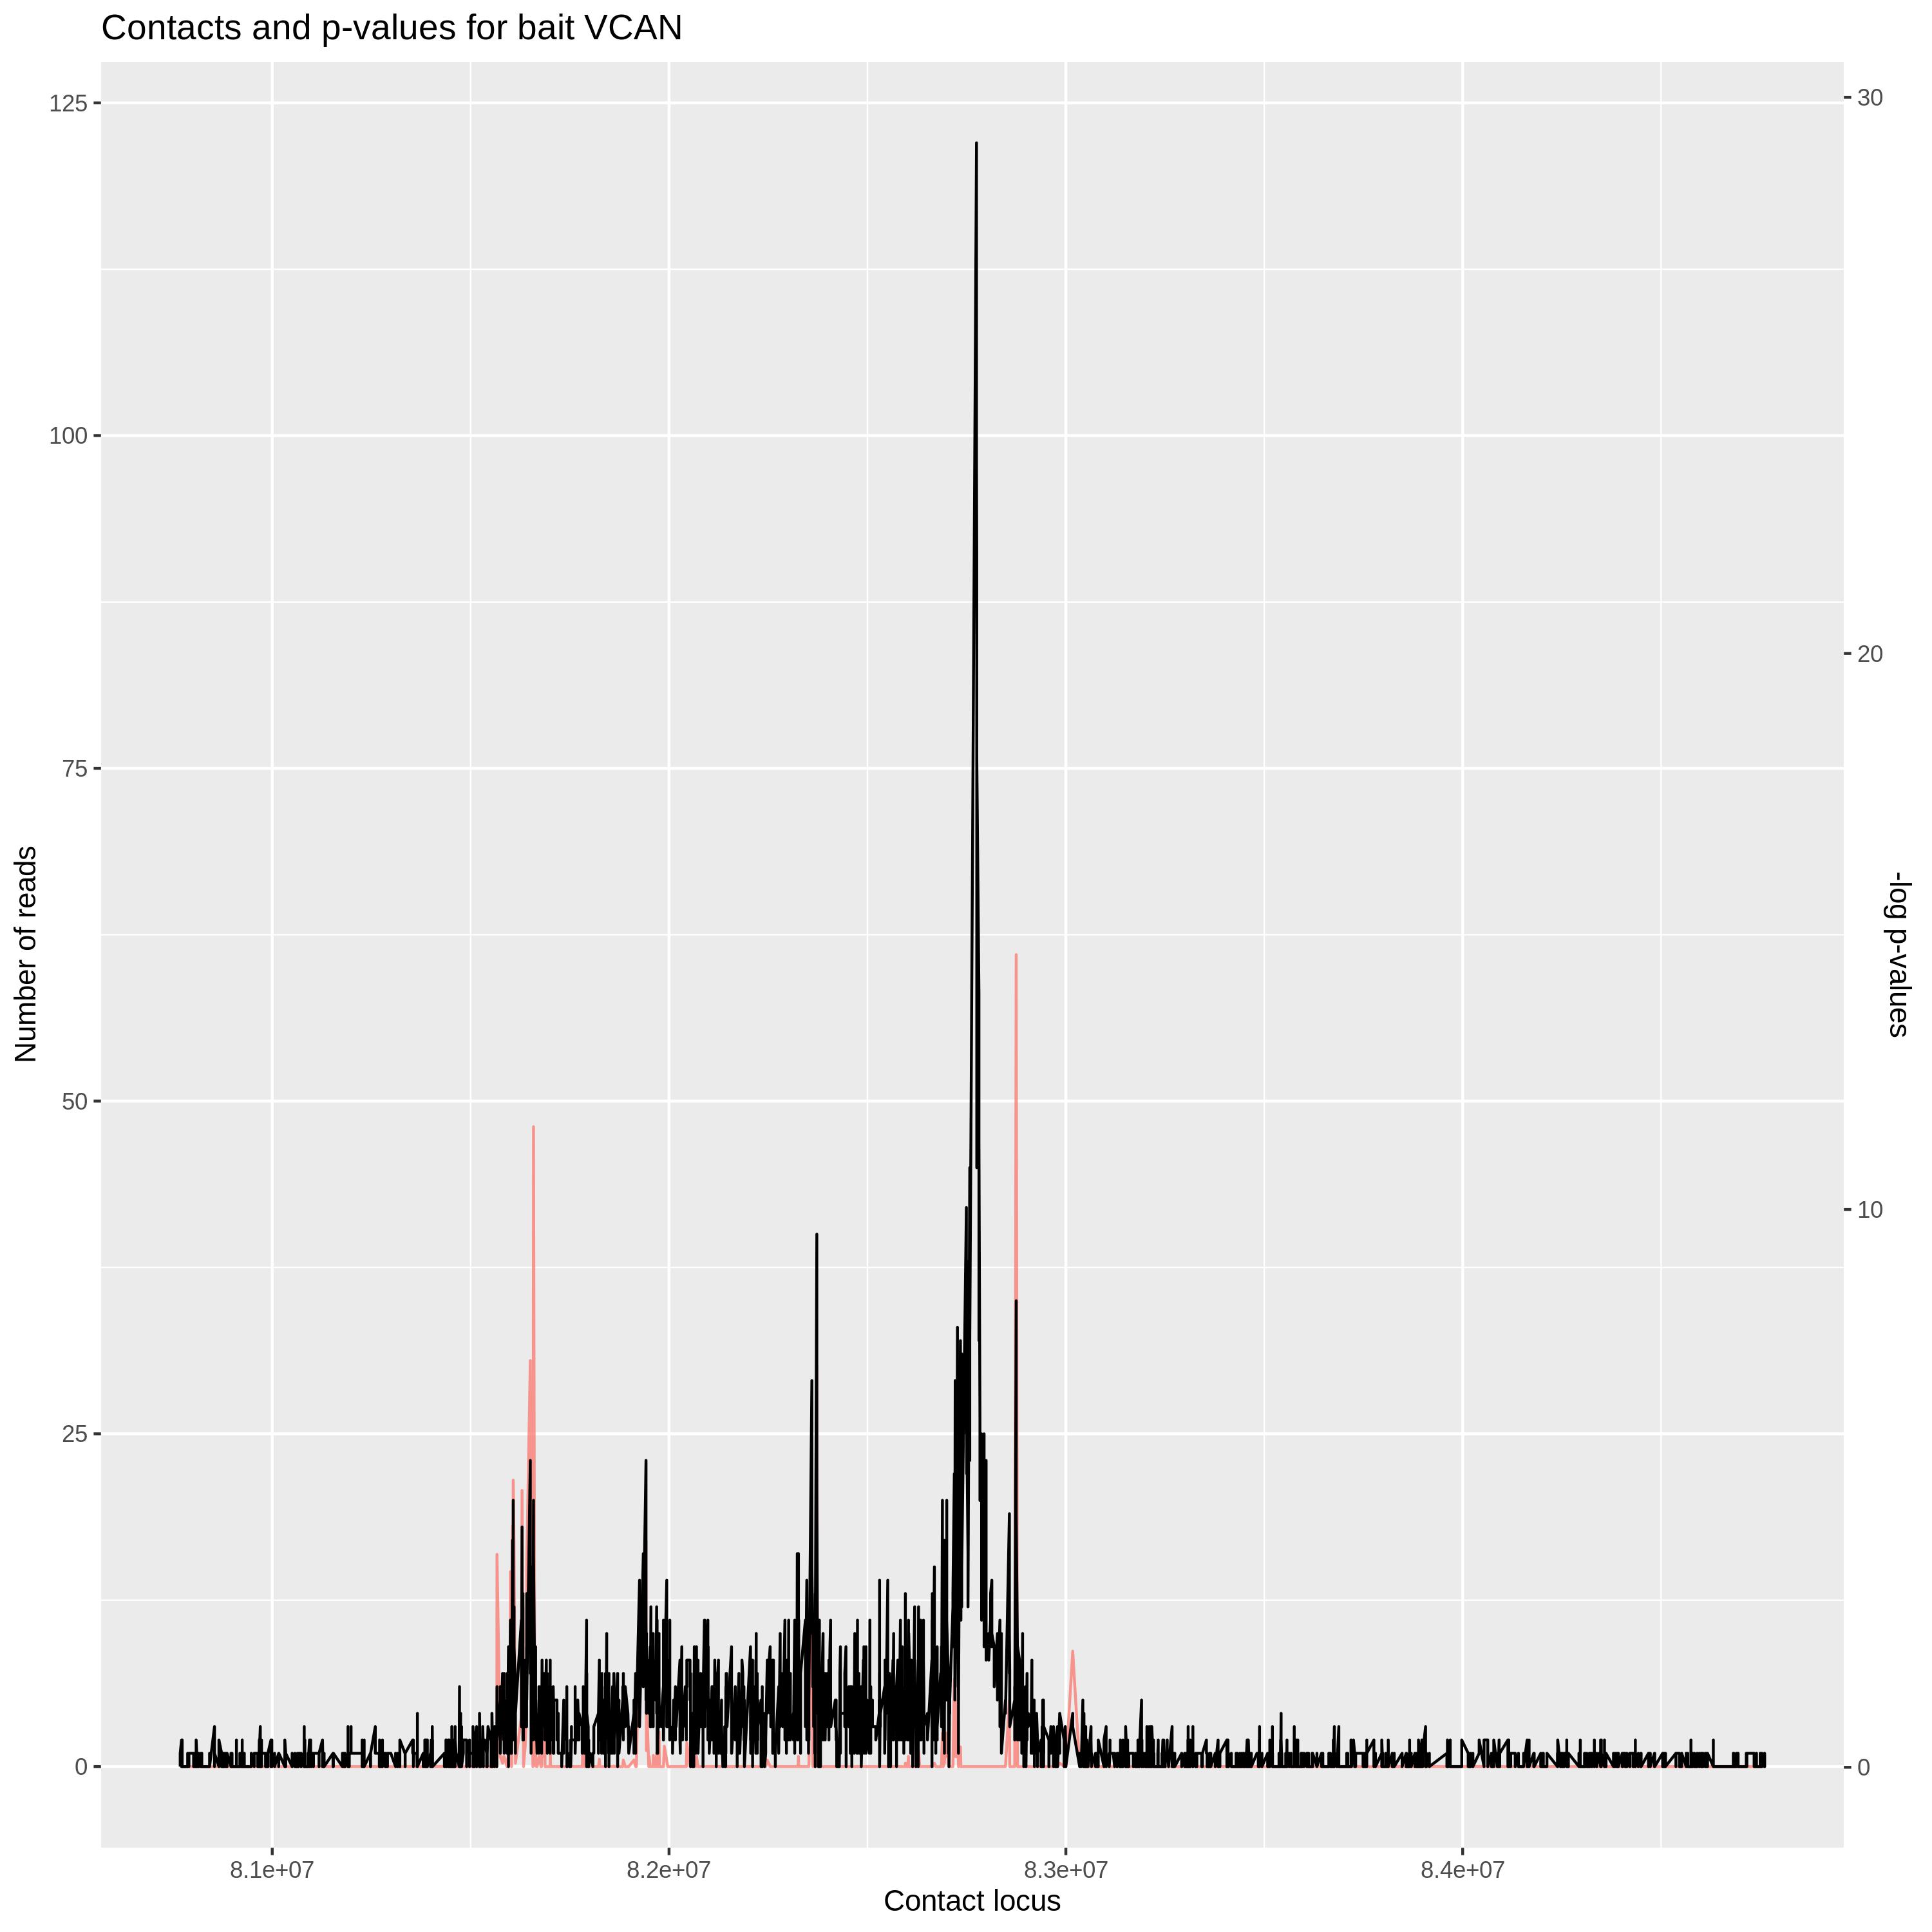 Contacts and p-values for bait VCAN
125
100
75
50
25
0
Number of reads
30
20
10
0
-log p-values
8.1e+07
8.2e+07
8.3e+07
8.4e+07
Contact locus